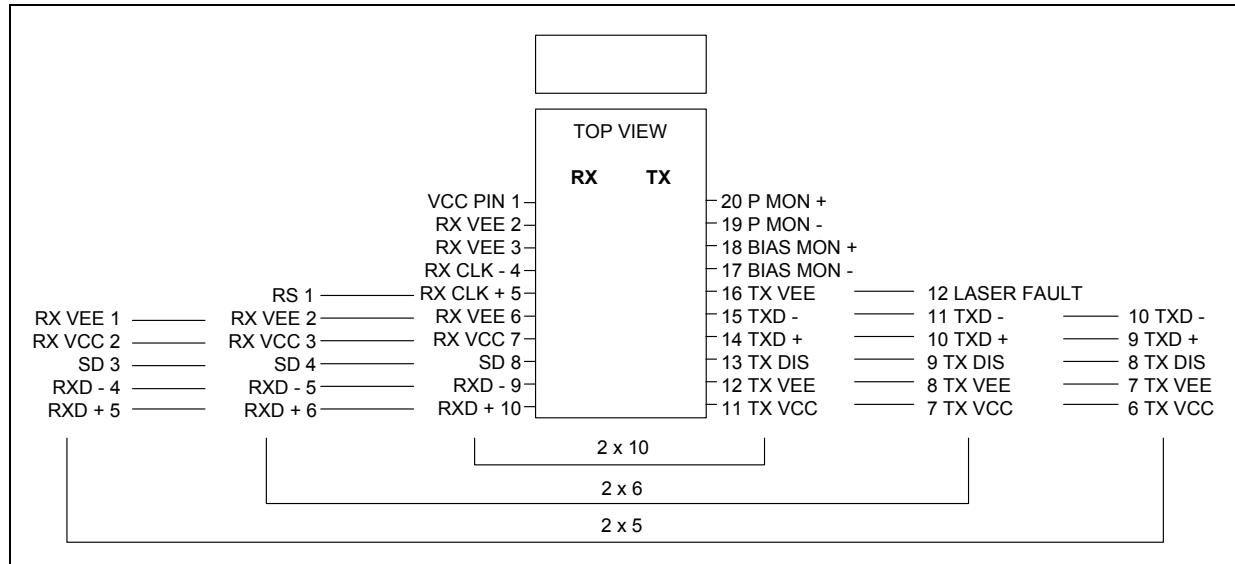 TOP VIEW
RX TX
VCC PIN 1 20 P MON +
RX VEE 2 19 P MON -
RX VEE 3 18 BIAS MON +
RX CLK - 4 17 BIAS MON -
RS 1 RX CLK + 5 16 TX VEE 12 LASER FAULT
RX VEE 1 RX VEE 2 RX VEE 6 15 TXD - 11 TXD - 10 TXD -
RX VCC 2 RX VCC 3 RX VCC 7 14 TXD + 10 TXD + 9 TXD +
SD 3 SD 4 SD 8 13 TX DIS 9 TX DIS 8 TX DIS
RXD - 4 RXD - 5 RXD - 9 12 TX VEE 8 TX VEE 7 TX VEE
RXD + 5 RXD + 6 RXD + 10 11 TX VCC 7 TX VCC 6 TX VCC
2 x 10
2 x 6
2 x 5